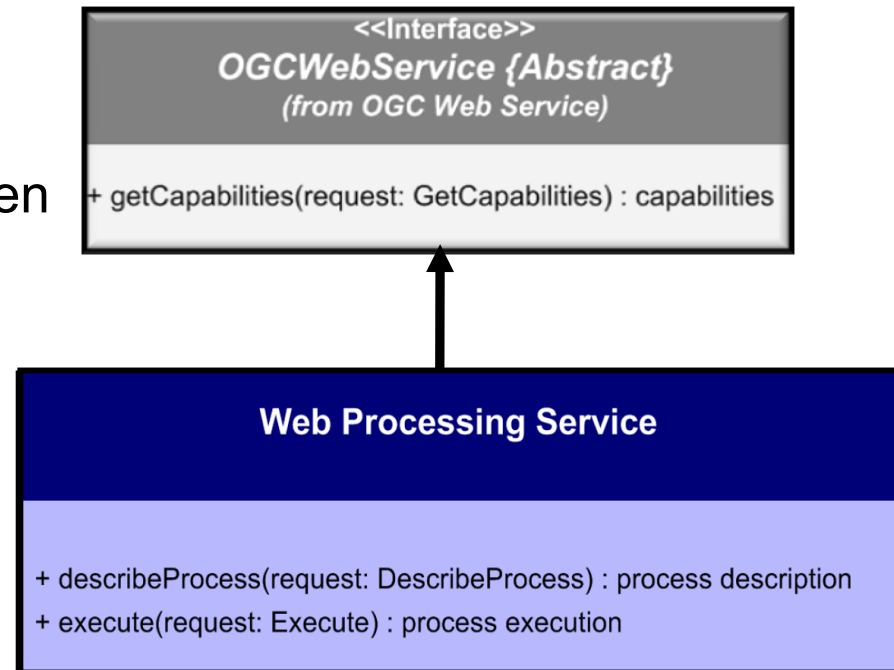 <<Interface>>
OGCWebService {Abstract}
(from OGC Web Service)
en
+ getCapabilities(request: GetCapabilities) : capabilities
Web Processing Service
+ describeProcess(request: DescribeProcess) : process description
+ execute(request: Execute) : process execution